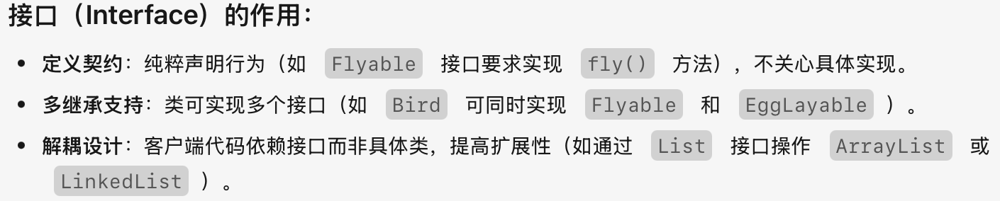 接口（Interface）的作用：
• 定义契约：纯粹声明行为（如 Flyable 接口要求实现 fly() 方法），不关心具体实现。
• 多继承支持：类可实现多个接口（如 Bird 可同时实现 Flyable 和 EggLayable ）。
• 解耦设计：客户端代码依赖接口而非具体类，提高扩展性（如通过 List 接口操作 ArrayList 或
LinkedList ）。